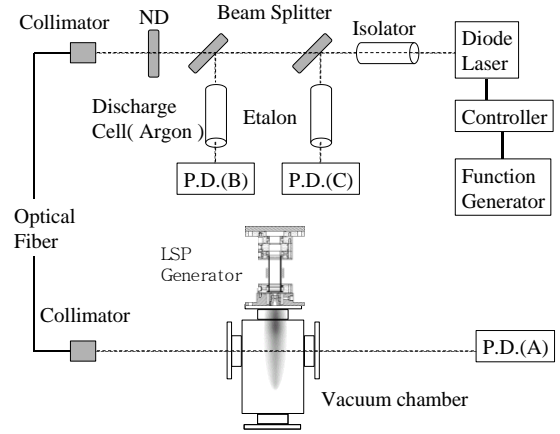 ND
Beam Splitter
Collimator
Isolator
Diode
Laser
Discharge
Cell( Argon )
Etalon
Controller
P.D.(B)
P.D.(C)
Function
Generator
Optical
Fiber
LSP
Generator
Collimator
P.D.(A)
Vacuum chamber